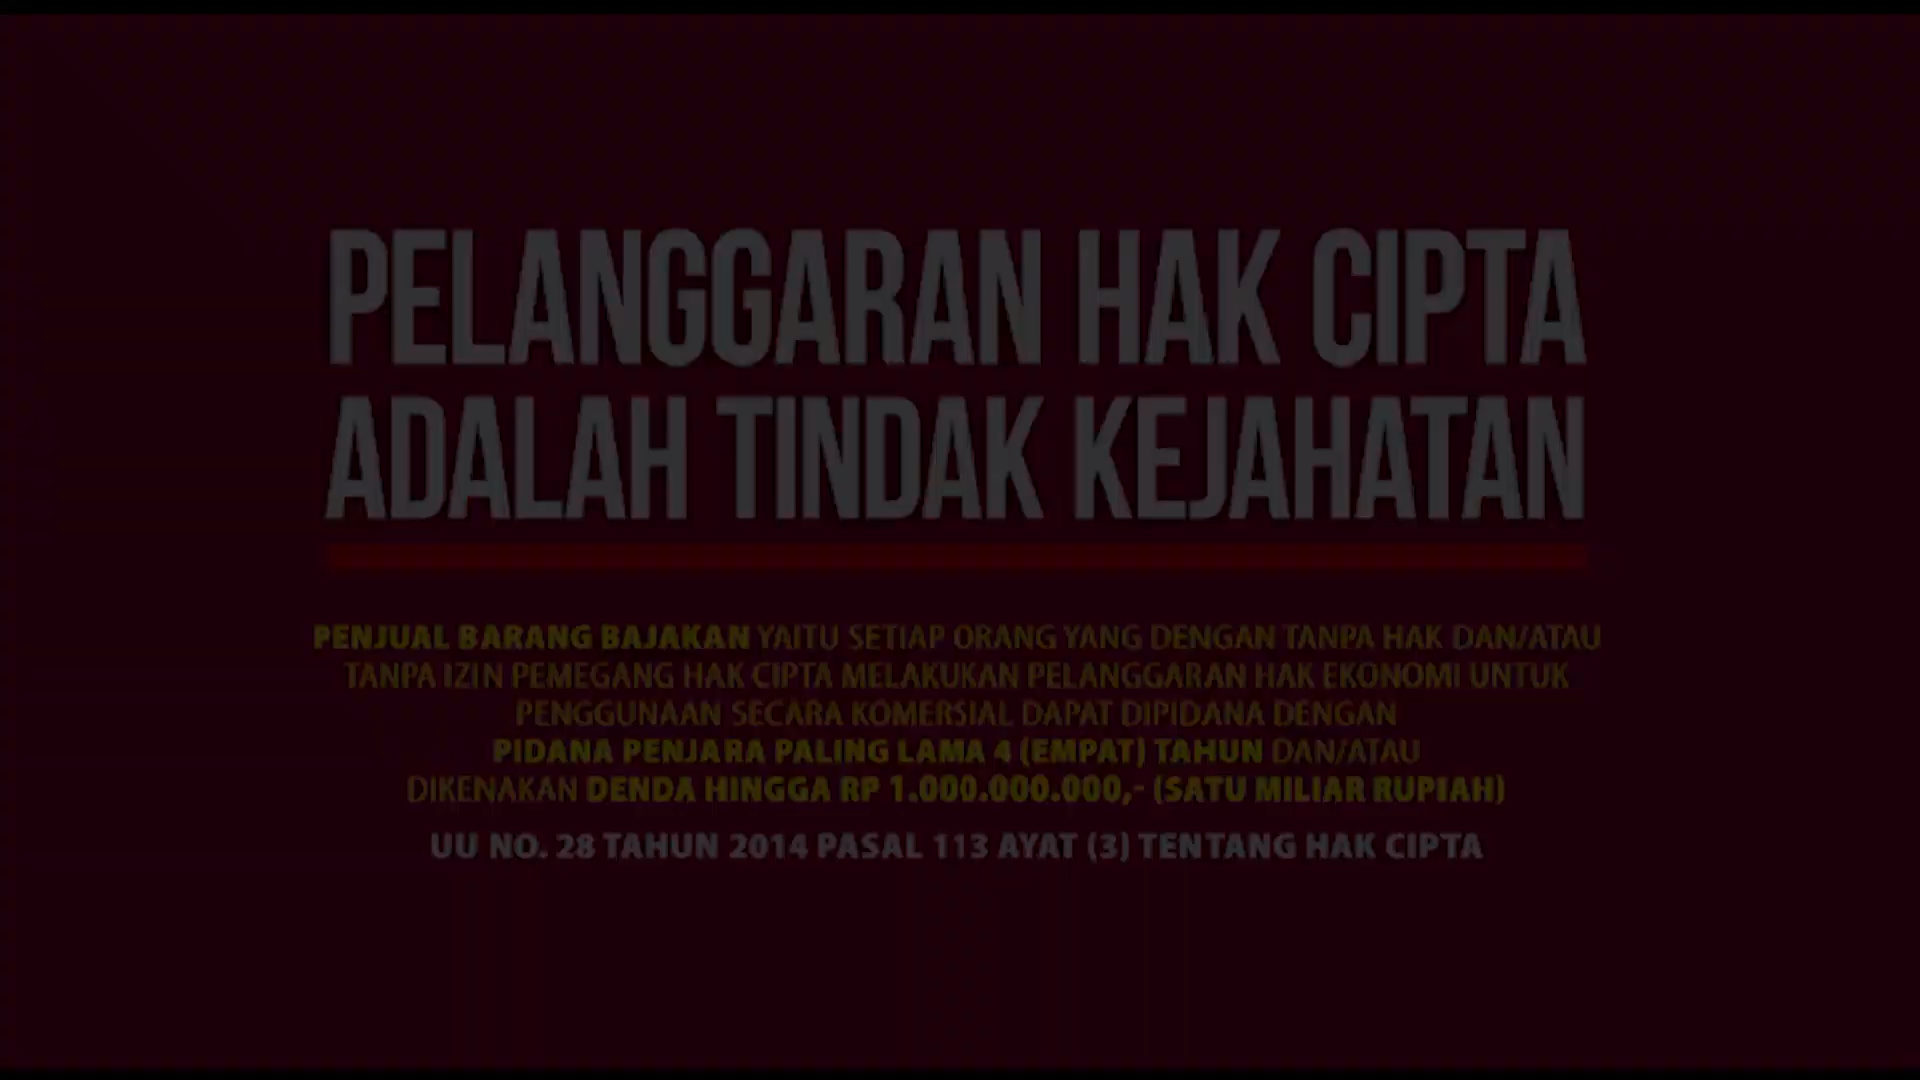 PELANGGARAN HAK CIPTA
ADALAH TINDAK KEJAHATAN
PENJUAL BARANG BAJAKAN YAITU SETIAP ORANG YANG DENGAN TANPA HAK DAN/ATAU
TANPA IZIN PEMEGANG HAK CIPTA MELAKUKAN PELANGGARAN HAK EKONOMI UNTUK
PENGGUNAAN SECARA KOMERSIAL DAPAT DIPIDANA DENGAN
PIDANA PENJARA PALING LAMA 4 (EMPAT) TAHUN DAN/ATAU
DIKENAKAN DENDA HINGGA RP 1.000.000.000,- (SATU MILIAR RUPIAH)
UU NO. 28 TAHUN 2014 PASAL 113 AYAT (3) TENTANG HAK CIPTA